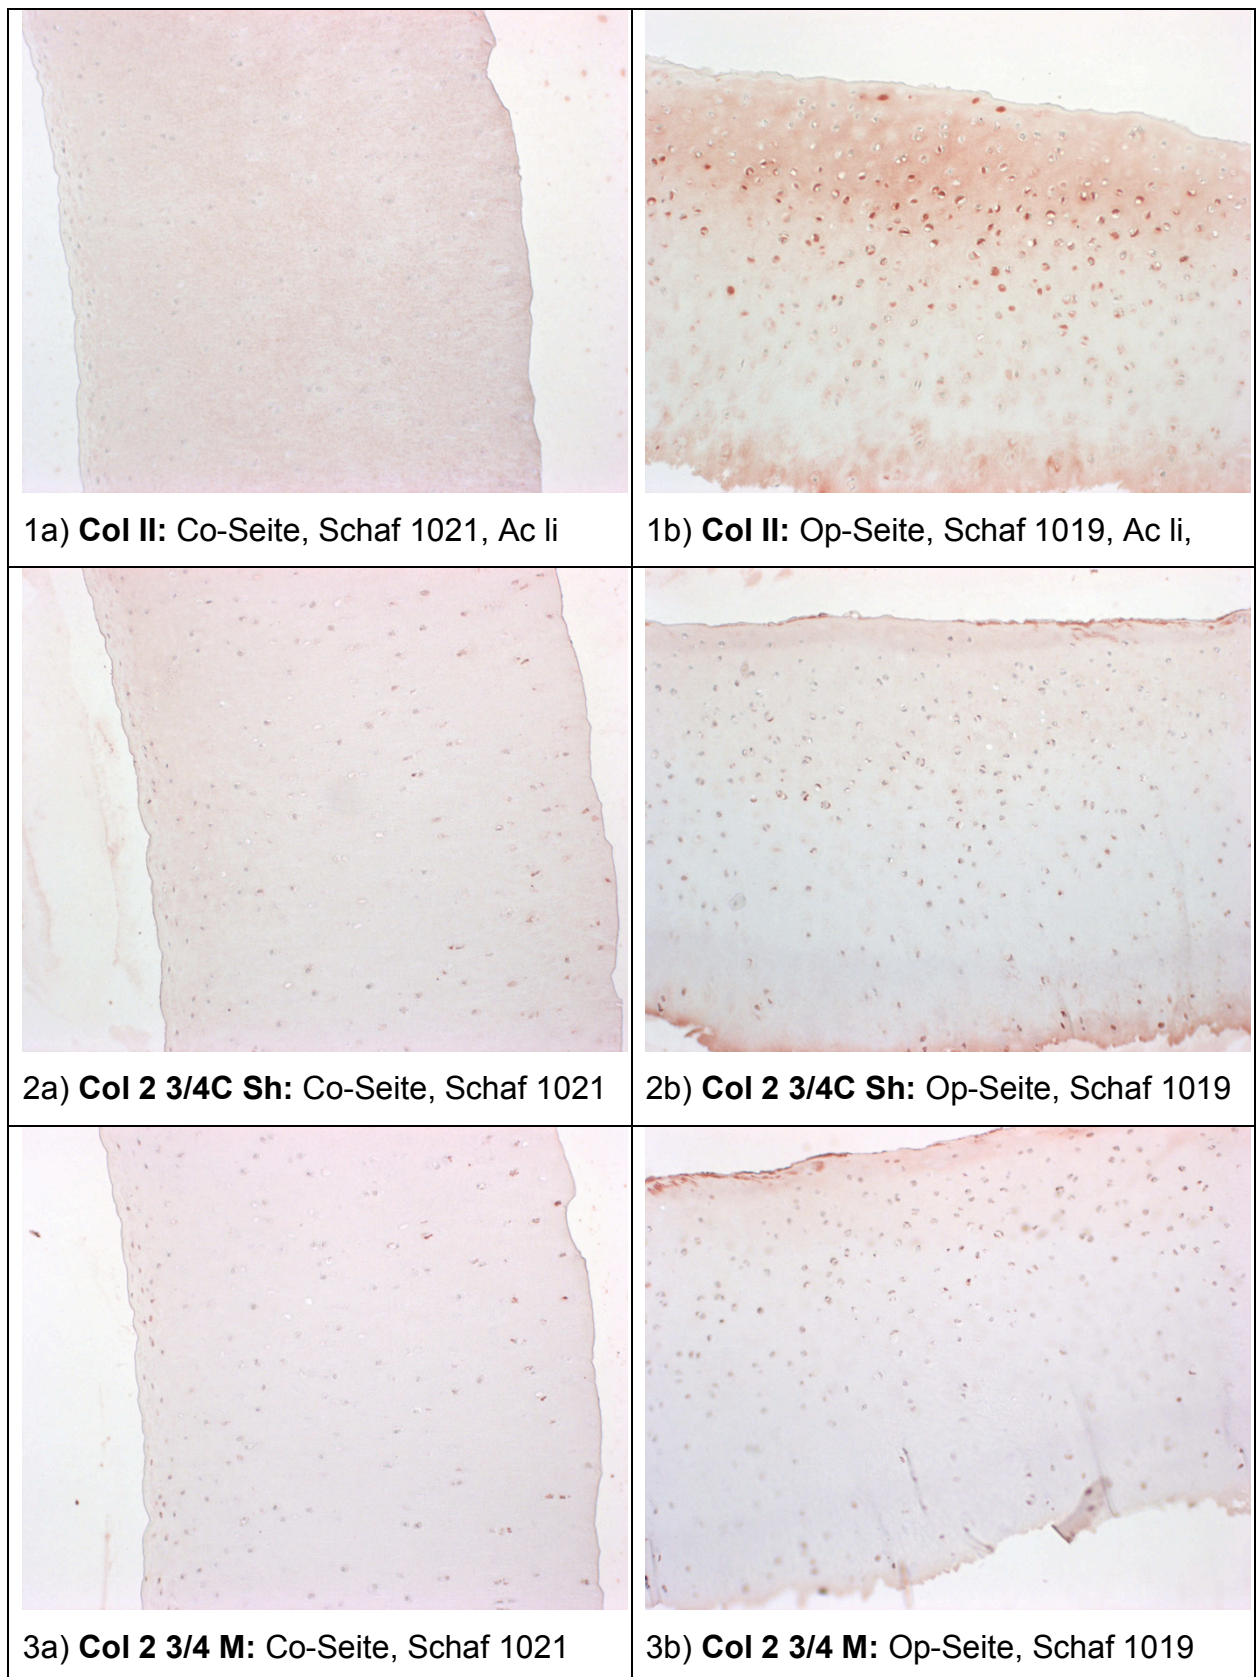 1a) Col II: Co-Seite, Schaf 1021, Ac li
1b) Col II: Op-Seite, Schaf 1019, Ac li,
2a) Col 2 3/4C Sh: Co-Seite, Schaf 1021
2b) Col 2 3/4C Sh: Op-Seite, Schaf 1019
3a) Col 2 3/4 M: Co-Seite, Schaf 1021
3b) Col 2 3/4 M: Op-Seite, Schaf 1019